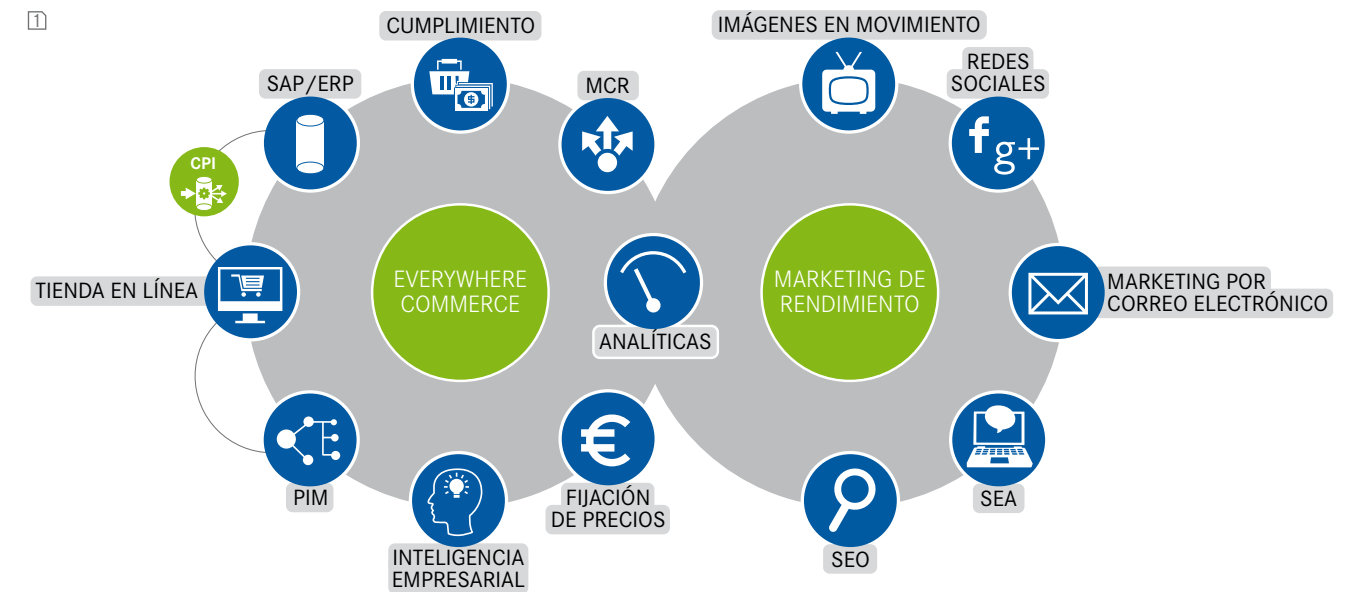 1
CUMPLIMIENTO
IMÁGENES EN MOVIMIENTO
SAP/ERP
MCR
REDES
SOCIALES
f g+
CPI
$
TIENDA EN LÍNEA
EVERYWHERE
COMMERCE
ANALÍTICAS
MARKETING DE
RENDIMIENTO
MARKETING POR
CORREO ELECTRÓNICO
€
PIM
FIJACIÓN
DE PRECIOS
SEA
INTELIGENCIA
EMPRESARIAL
SEO